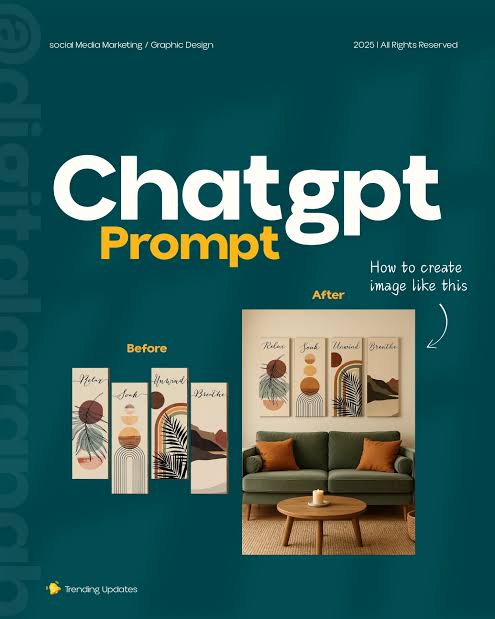 social Media Marketing / Graphic Design
2025 | All Rights Reserved
Chatgpt
Prompt
How to create
image like this
After
Before
Relax
Soak
Unwind
Breathe
Relax
Soak
Unwind
Breathe
Trending Updates